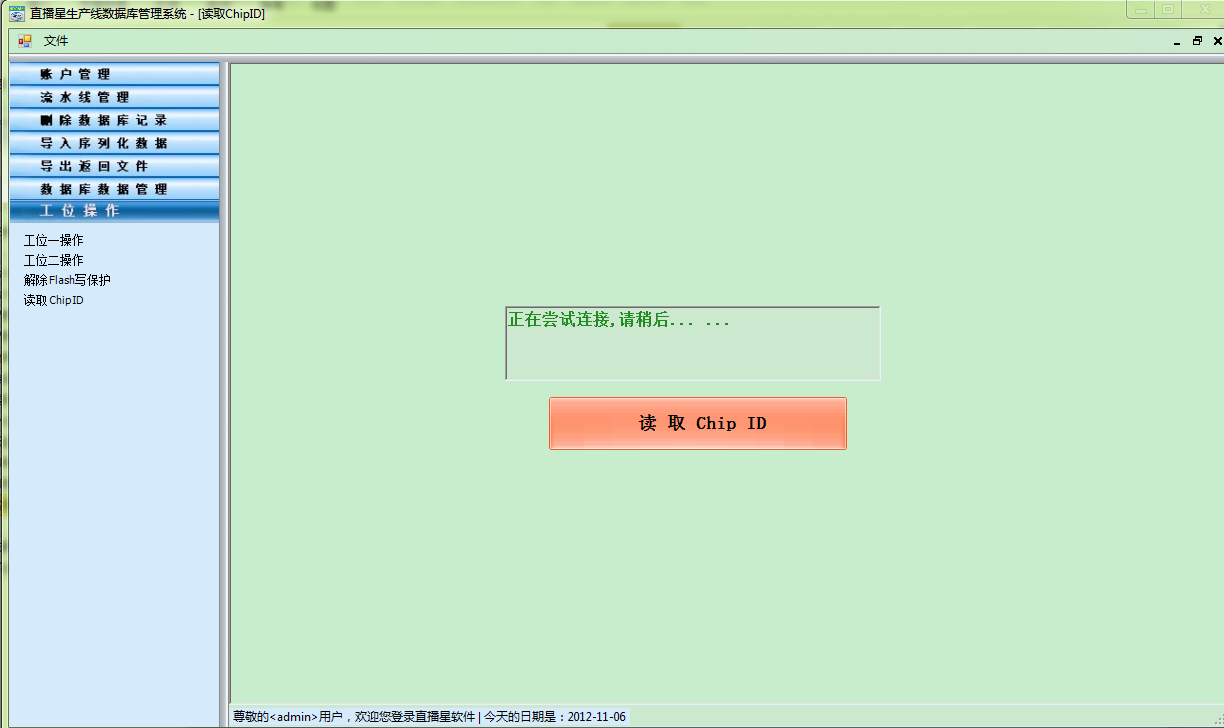 直播星生产线数据库管理系统 - [读取ChipID]
文件
账户管理
流水线管理
删除数据库记录
导入序列化数据
导出返回文件
数据库数据管理
工位操作
工位一操作
工位二操作
解除Flash写保护
读取ChipID
正在尝试连接,请稍后... ...
读 取 Chip ID
尊敬的<admin>用户，欢迎您登录直播星软件 | 今天的日期是：2012-11-06